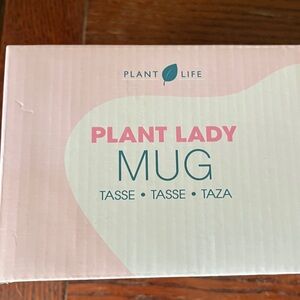 PLANT LIFE
PLANT LADY
MUG
TASSE • TASSE • TAZA